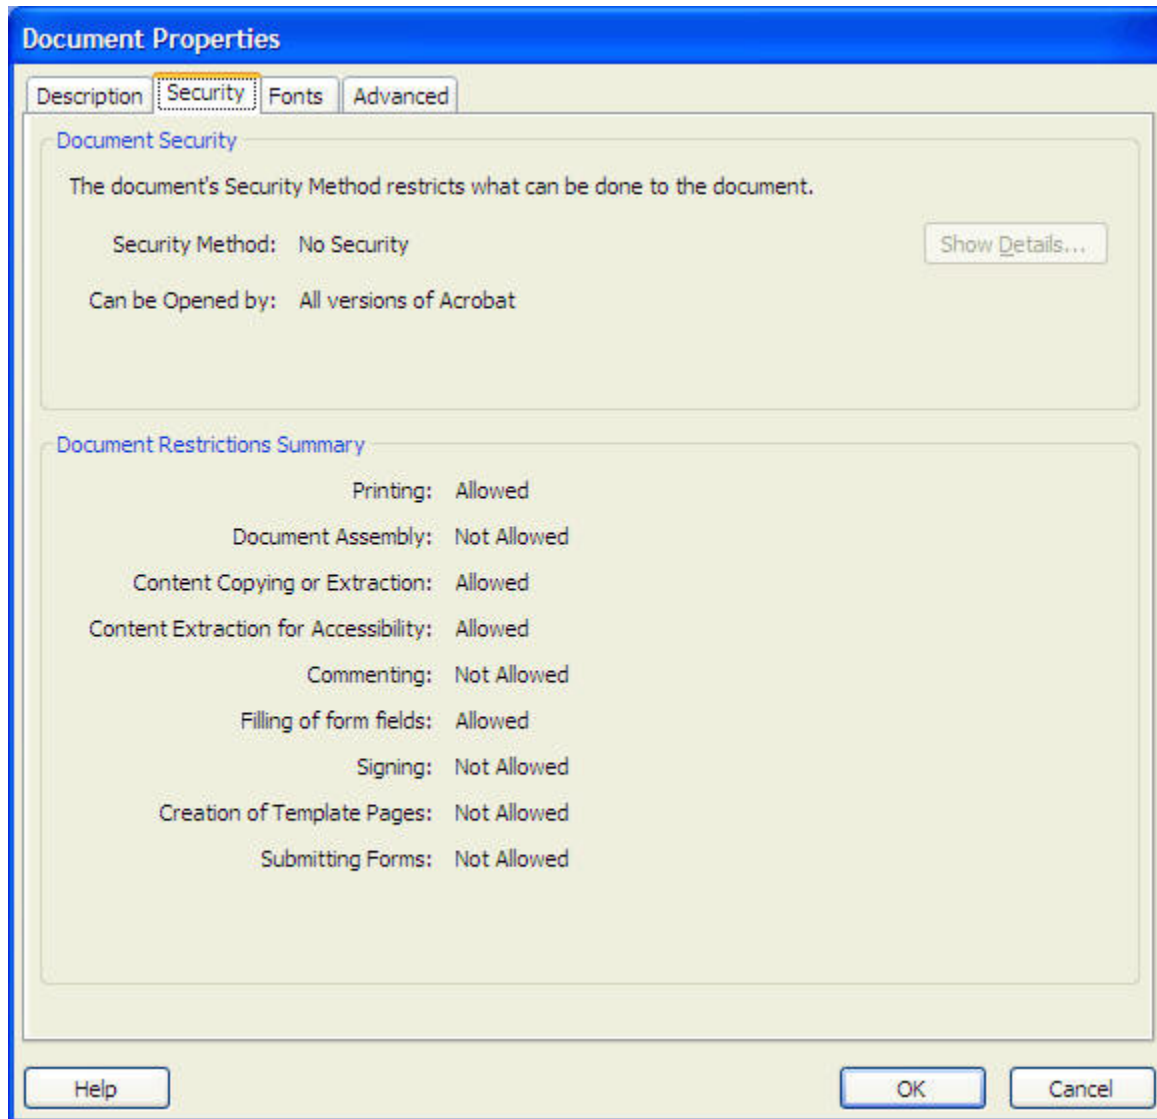 Document Properties
Description Security Fonts Advanced
Document Security
The document's Security Method restricts what can be done to the document.
Security Method: No Security Show Details...
Can be Opened by: All versions of Acrobat
Document Restrictions Summary
Printing: Allowed
Document Assembly: Not Allowed
Content Copying or Extraction: Allowed
Content Extraction for Accessibility: Allowed
Commenting: Not Allowed
Filling of form fields: Allowed
Signing: Not Allowed
Creation of Template Pages: Not Allowed
Submitting Forms: Not Allowed
Help OK Cancel